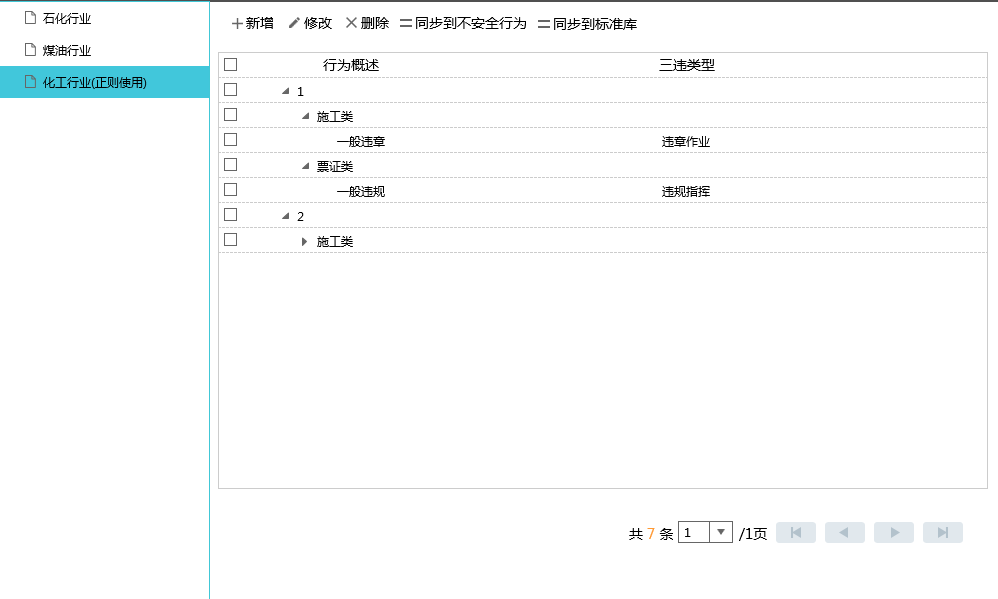 石化行业
煤油行业
化工行业(正则使用)
新增 修改 删除 同步到不安全行为 同步到标准库
行为概述 三违类型
1
施工类
一般违章 违章作业
票证类
一般违规 违规指挥
2
施工类
共 7 条 1 /1页